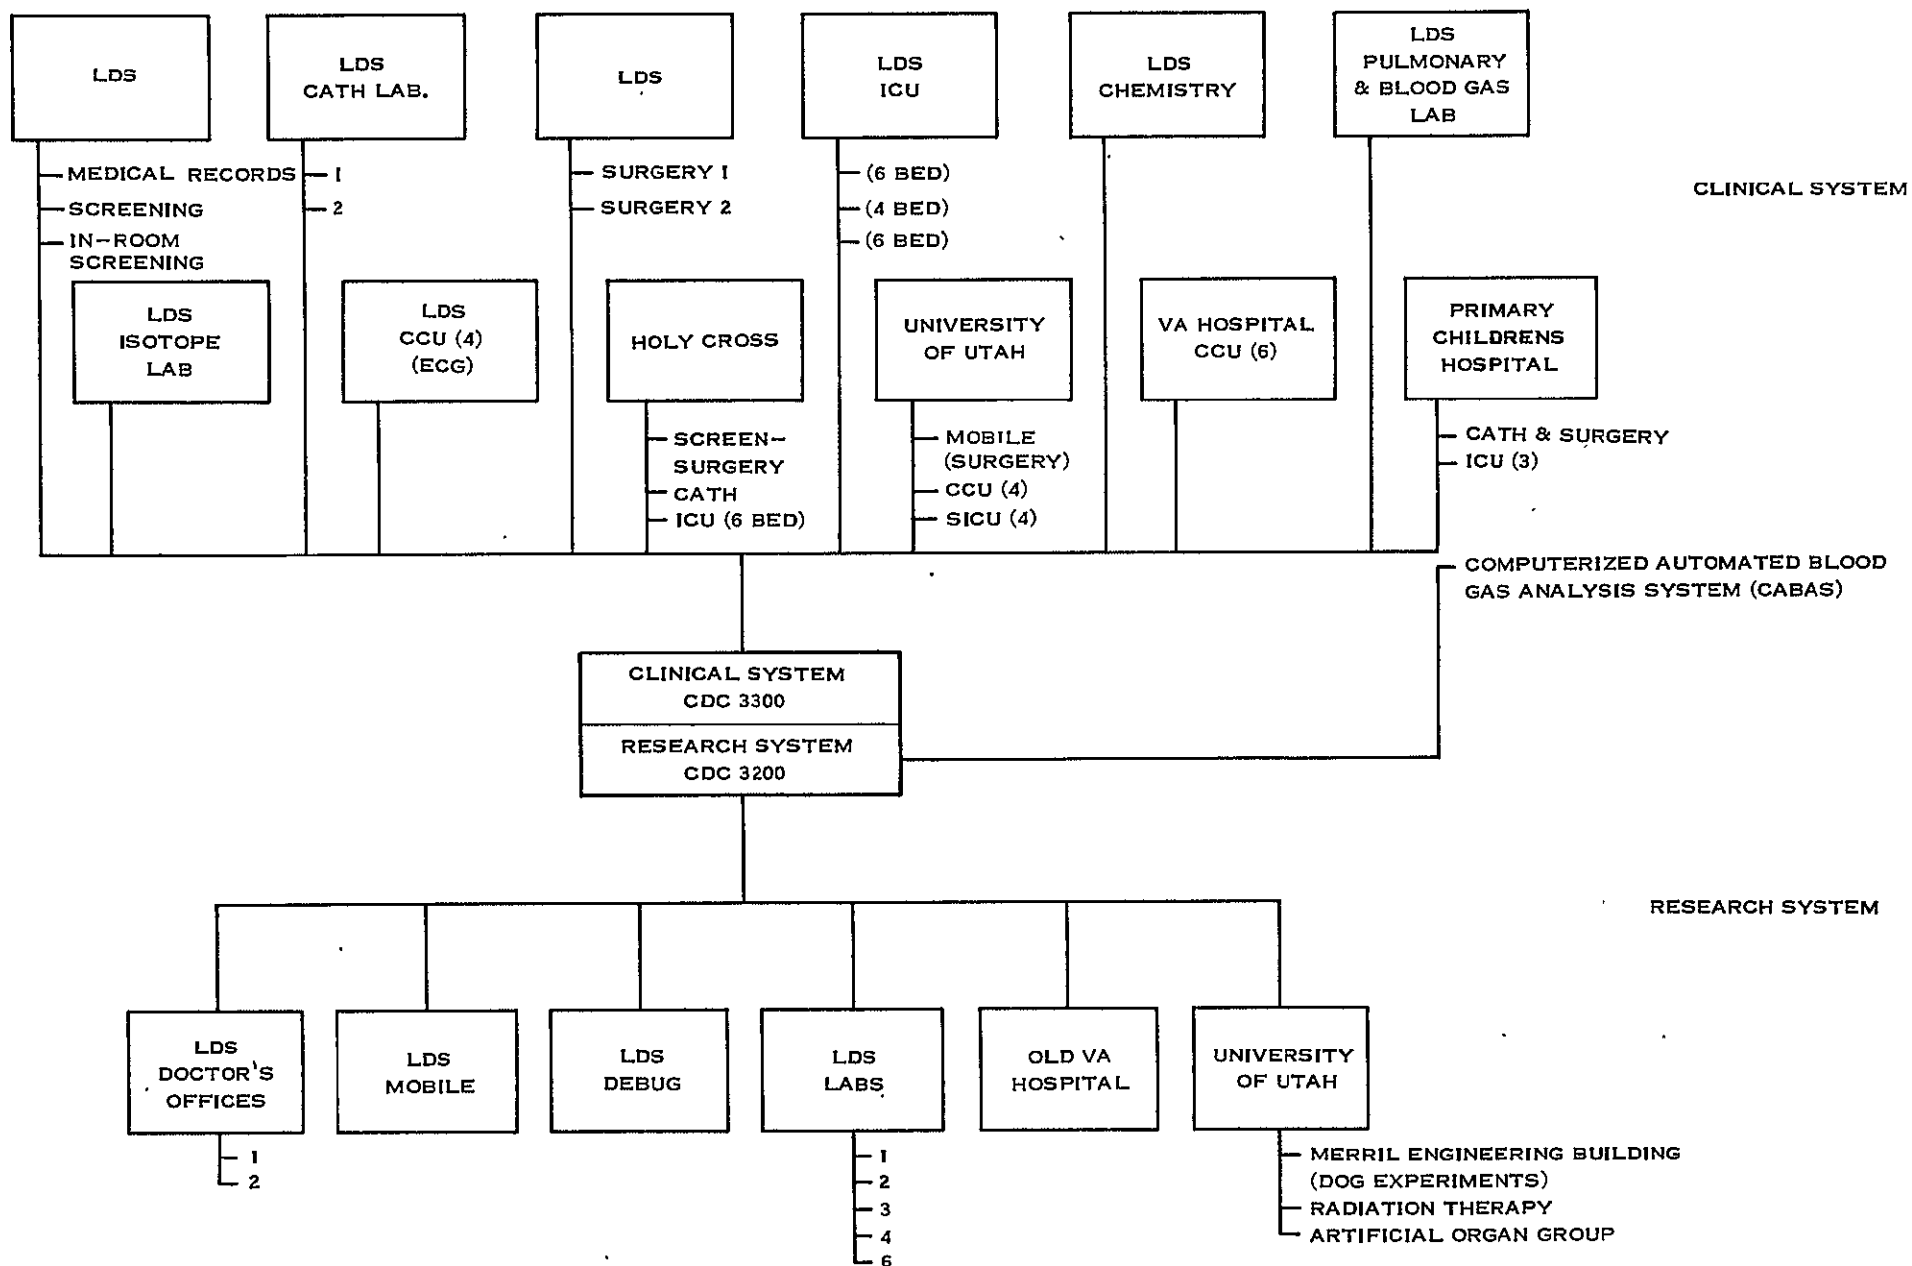 LDS
LDS
CATH LAB.
LDS
LDS
ICU
LDS
CHEMISTRY
LDS
PULMONARY
& BLOOD GAS
LAB
MEDICAL RECORDS
SCREENING
IN-ROOM
SCREENING
1
2
SURGERY 1
SURGERY 2
(6 BED)
(4 BED)
(6 BED)
CLINICAL SYSTEM
LDS
ISOTOPE
LAB
LDS
CCU (4)
(ECG)
HOLY CROSS
UNIVERSITY
OF UTAH
VA HOSPITAL
CCU (6)
PRIMARY
CHILDRENS
HOSPITAL
SCREEN-
SURGERY
CATH
ICU (6 BED)
MOBILE
(SURGERY)
CCU (4)
SICU (4)
CATH & SURGERY
ICU (3)
COMPUTERIZED AUTOMATED BLOOD
GAS ANALYSIS SYSTEM (CABAS)
CLINICAL SYSTEM
CDC 3300
RESEARCH SYSTEM
CDC 3200
RESEARCH SYSTEM
LDS
DOCTOR'S
OFFICES
LDS
MOBILE
LDS
DEBUG
LDS
LABS
OLD VA
HOSPITAL
UNIVERSITY
OF UTAH
1
2
1
2
3
4
6
MERRIL ENGINEERING BUILDING
(DOG EXPERIMENTS)
RADIATION THERAPY
ARTIFICIAL ORGAN GROUP